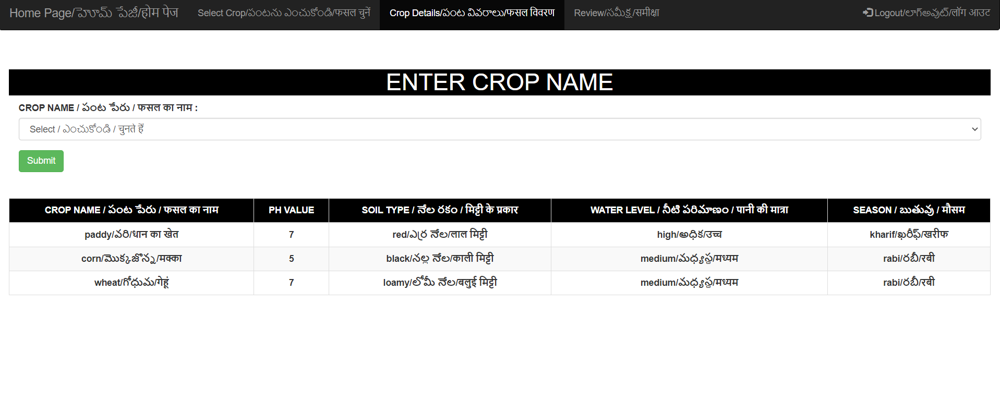 Home Page/హెూమ్ పేజీ/होम पेज Select Crop/పంటను ఎంచుకోండి/फसल चुनें Crop Details/పంట వివరాలు/फसल विवरण Review/సమీక్ష/समीक्षा Logout/లాగ్అవుట్/लॉग आउट
ENTER CROP NAME
CROP NAME / పంట పేరు / फसल का नाम :
Select / ఎంచుకోండి / चुनते हैं
Submit
CROP NAME / పంట పేరు / फसल का नाम PH VALUE SOIL TYPE / నేల రకం / मिट्टी के प्रकार WATER LEVEL / నీటి పరిమాణం / पानी की मात्रा SEASON / బుతువు / मौसम
paddy/వరి/धान का खेत 7 red/ఎర్ర నేల/लाल मिट्टी high/అధిక/उच्च kharif/ఖరీఫ్/खरीफ
corn/మొక్కజొన్న/मक्का 5 black/నల్ల నేల/काली मिट्टी medium/మధ్యస్థ/मध्यम rabi/రబీ/रबी
wheat/గోధుమ/गेहूं 7 loamy/లోమీ నేల/बलुई मिट्टी medium/మధ్యస్థ/मध्यम rabi/రబీ/रबी